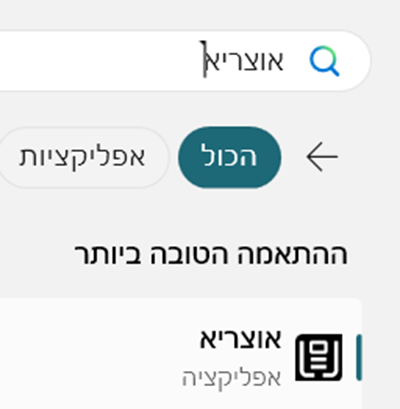 אוצריא
הכול אפליקציות
ההתאמה הטובה ביותר
אוצריא
אפליקציה